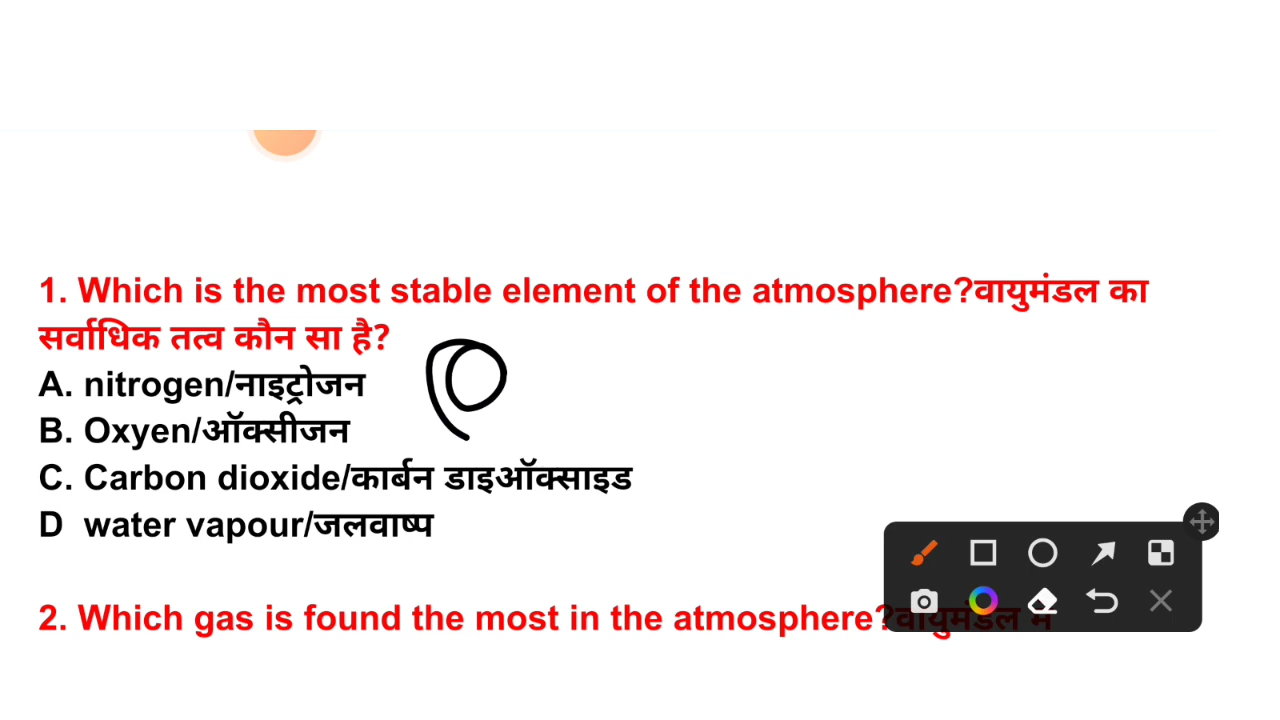 1. Which is the most stable element of the atmosphere?वायुमंडल का
सर्वाधिक तत्व कौन सा है?
A. nitrogen/नाइट्रोजन
B. Oxyen/ऑक्सीजन
C. Carbon dioxide/कार्बन डाइऑक्साइड
D water vapour/जलवाष्प
2. Which gas is found the most in the atmosphere?वायुमंडल में